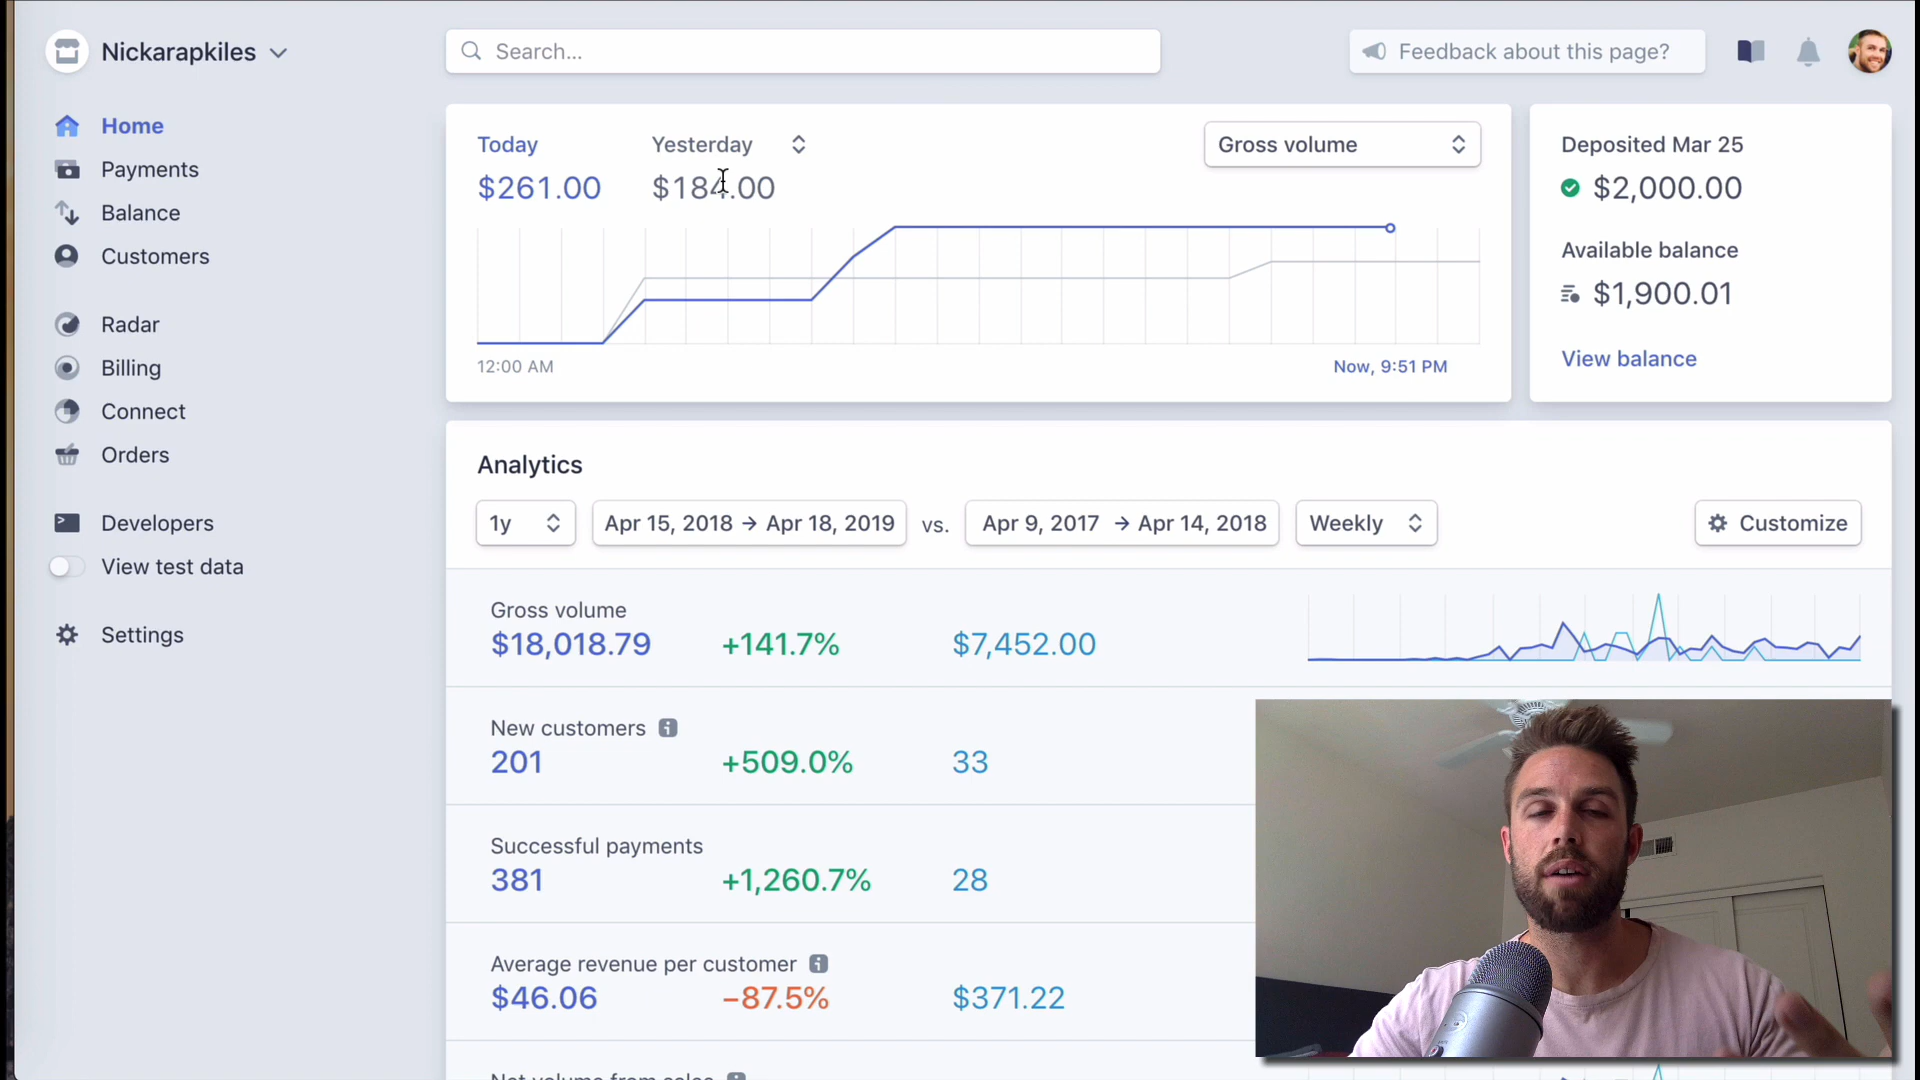 Nickarapkiles
Search...
Feedback about this page?
Home
Payments
Balance
Customers
Radar
Billing
Connect
Orders
Developers
View test data
Settings
Today
Yesterday
Gross volume
$261.00
$184.00
12:00 AM
Now, 9:51 PM
Deposited Mar 25
$2,000.00
Available balance
$1,900.01
View balance
Analytics
1y
Apr 15, 2018 → Apr 18, 2019
vs.
Apr 9, 2017 → Apr 14, 2018
Weekly
Customize
Gross volume
$18,018.79 +141.7% $7,452.00
New customers
201 +509.0% 33
Successful payments
381 +1,260.7% 28
Average revenue per customer
$46.06 −87.5% $371.22
Net volume from sales